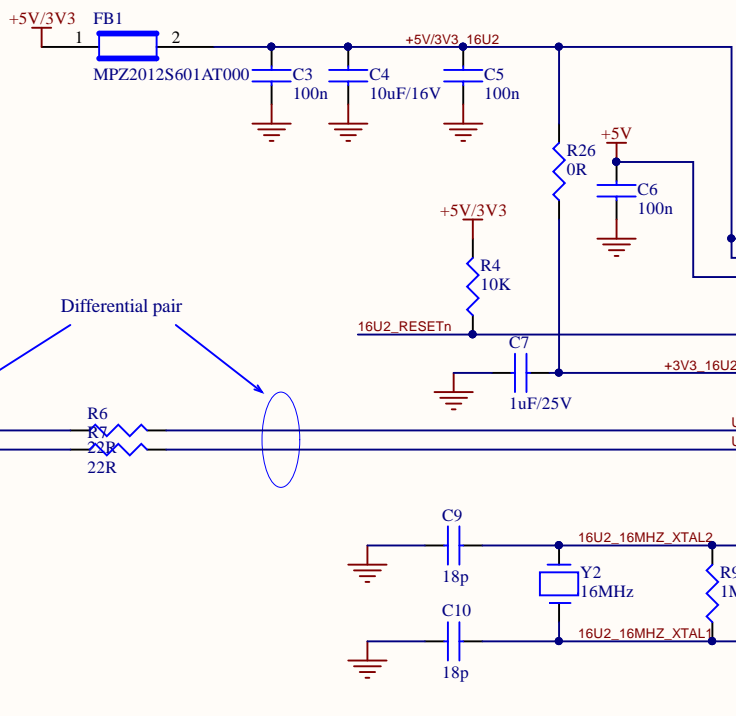 +5V/3V3 FB1
1 2
MPZ2012S601AT000
+5V/3V3_16U2
C3
100n
C4
10uF/16V
C5
100n
R26
0R
+5V
C6
100n
+5V/3V3
R4
10K
Differential pair
16U2_RESETn
C7
1uF/25V
+3V3_16U2
R6
R7
22R
22R
C9
18p
16U2_16MHZ_XTAL2
Y2
16MHz
C10
18p
16U2_16MHZ_XTAL1